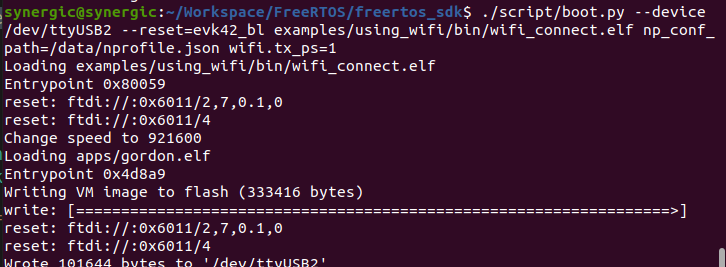 synergic@synergic:~/Workspace/FreeRTOS/freertos_sdk$ ./script/boot.py --device
/dev/ttyUSB2 --reset=evk42_bl examples/using_wifi/bin/wifi_connect.elf np_conf_
path=/data/nprofile.json wifi.tx_ps=1
Loading examples/using_wifi/bin/wifi_connect.elf
Entrypoint 0x80059
reset: ftdi://:0x6011/2,7,0.1,0
reset: ftdi://:0x6011/4
Change speed to 921600
Loading apps/gordon.elf
Entrypoint 0x4d8a9
Writing VM image to flash (333416 bytes)
write: [==================================================================>]
reset: ftdi://:0x6011/2,7,0.1,0
reset: ftdi://:0x6011/4
Wrote 101644 bytes to '/dev/ttyUSB2'